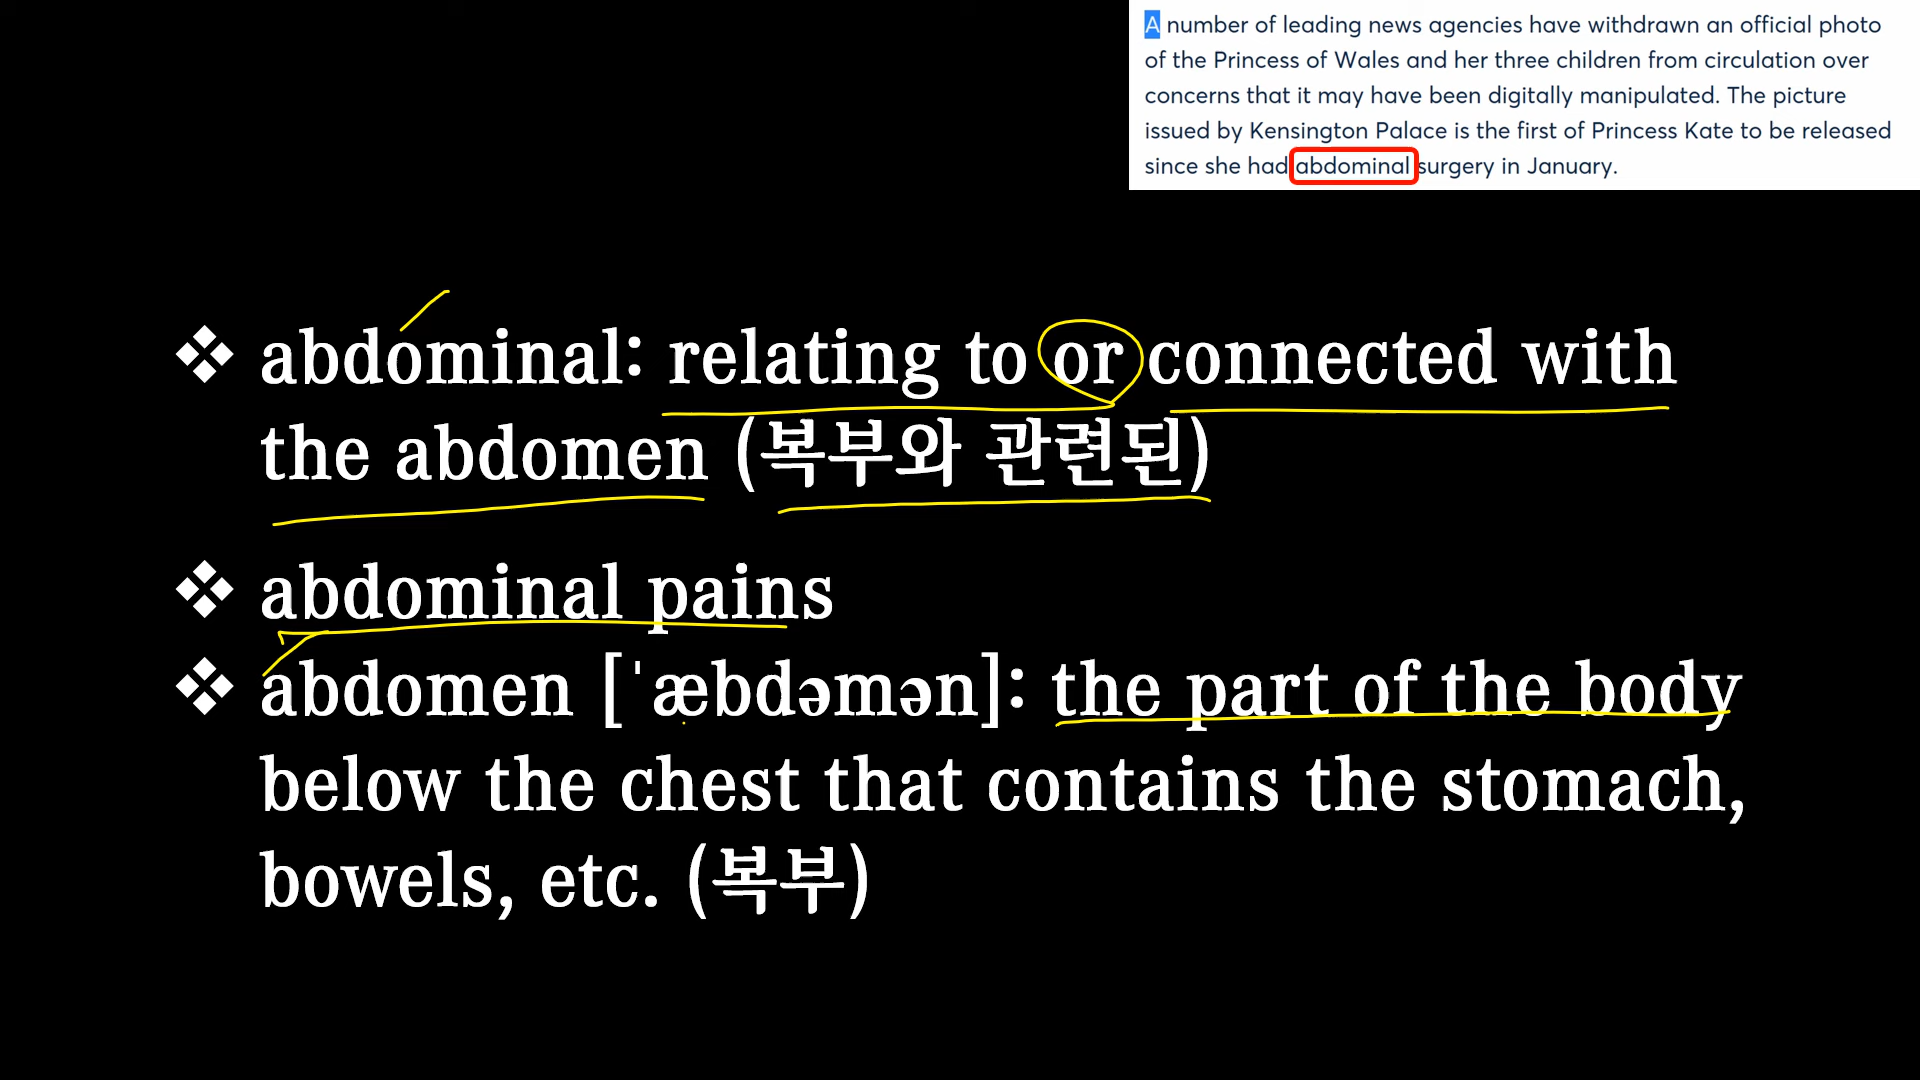 A number of leading news agencies have withdrawn an official photo
of the Princess of Wales and her three children from circulation over
concerns that it may have been digitally manipulated. The picture
issued by Kensington Palace is the first of Princess Kate to be released
since she had abdominal surgery in January.
❖ abdominal: relating to or connected with
the abdomen (복부와 관련된)
❖ abdominal pains
❖ abdomen [ˈæbdəmən]: the part of the body
below the chest that contains the stomach,
bowels, etc. (복부)